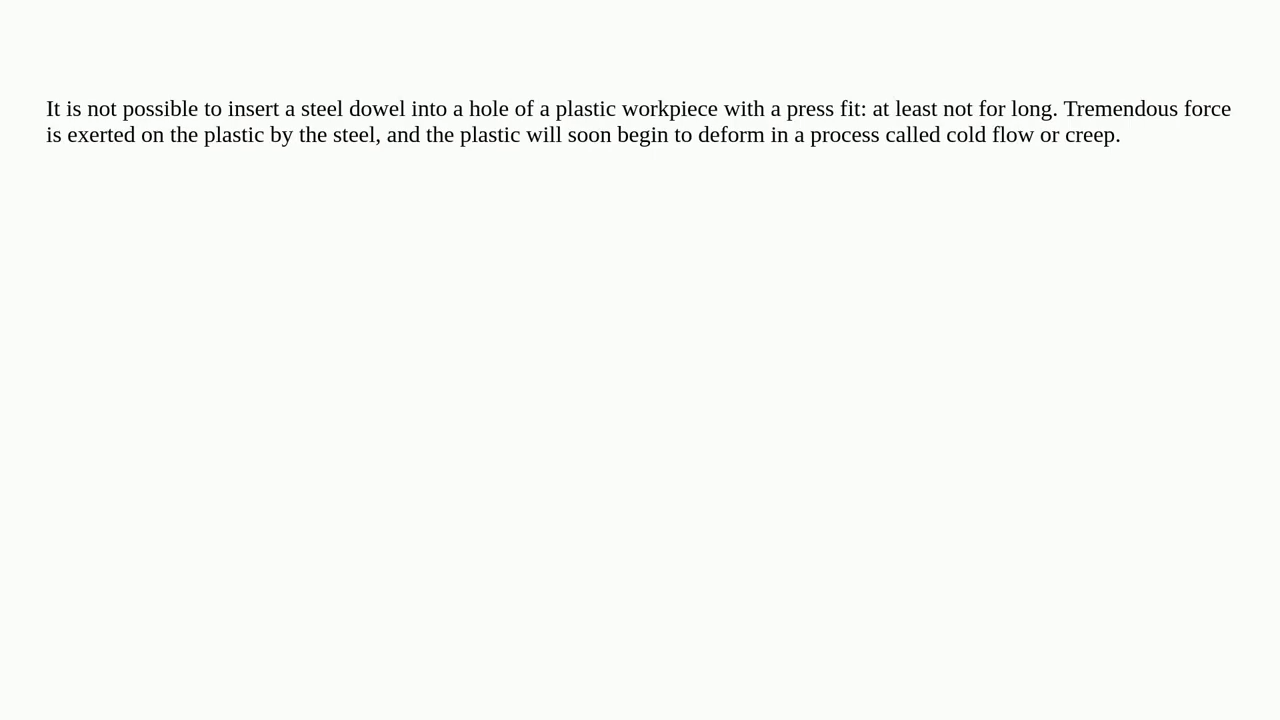 It is not possible to insert a steel dowel into a hole of a plastic workpiece with a press fit: at least not for long. Tremendous force
is exerted on the plastic by the steel, and the plastic will soon begin to deform in a process called cold flow or creep.